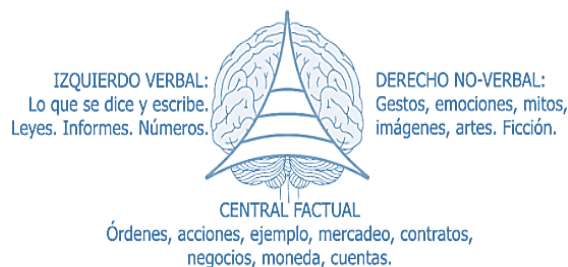 IZQUIERDO VERBAL:
Lo que se dice y escribe.
Leyes. Informes. Números.
DERECHO NO-VERBAL:
Gestos, emociones, mitos,
imágenes, artes. Ficción.
CENTRAL FACTUAL
Órdenes, acciones, ejemplo, mercadeo, contratos,
negocios, moneda, cuentas.